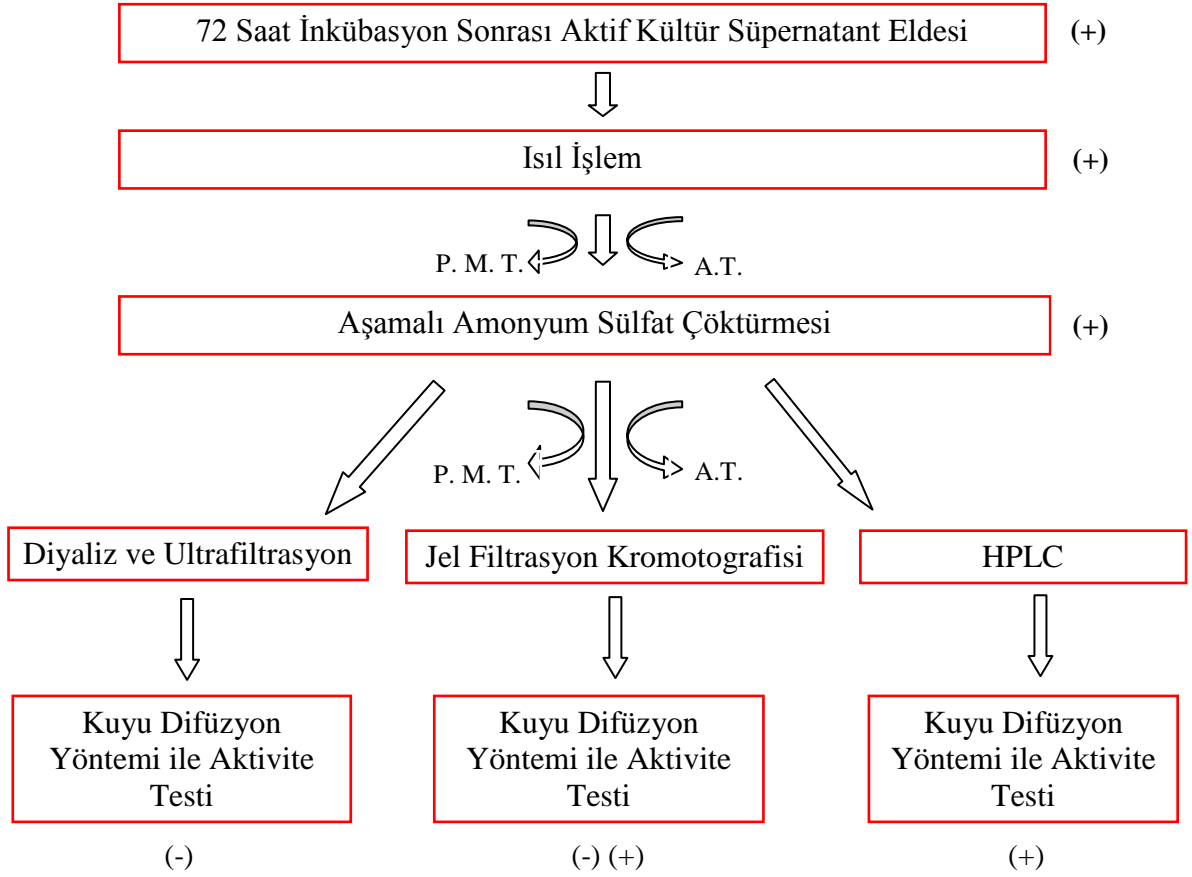 72 Saat İnkübasyon Sonrası Aktif Kültür Süpernatant Eldesi (+)
Isıl İşlem (+)
P. M. T. A.T.
Aşamalı Amonyum Sülfat Çöktürmesi (+)
P. M. T. A.T.
Diyaliz ve Ultrafiltrasyon
Jel Filtrasyon Kromotografisi
HPLC
Kuyu Difüzyon
Yöntemi ile Aktivite
Testi
(-)
Kuyu Difüzyon
Yöntemi ile Aktivite
Testi
(-) (+)
Kuyu Difüzyon
Yöntemi ile Aktivite
Testi
(+)